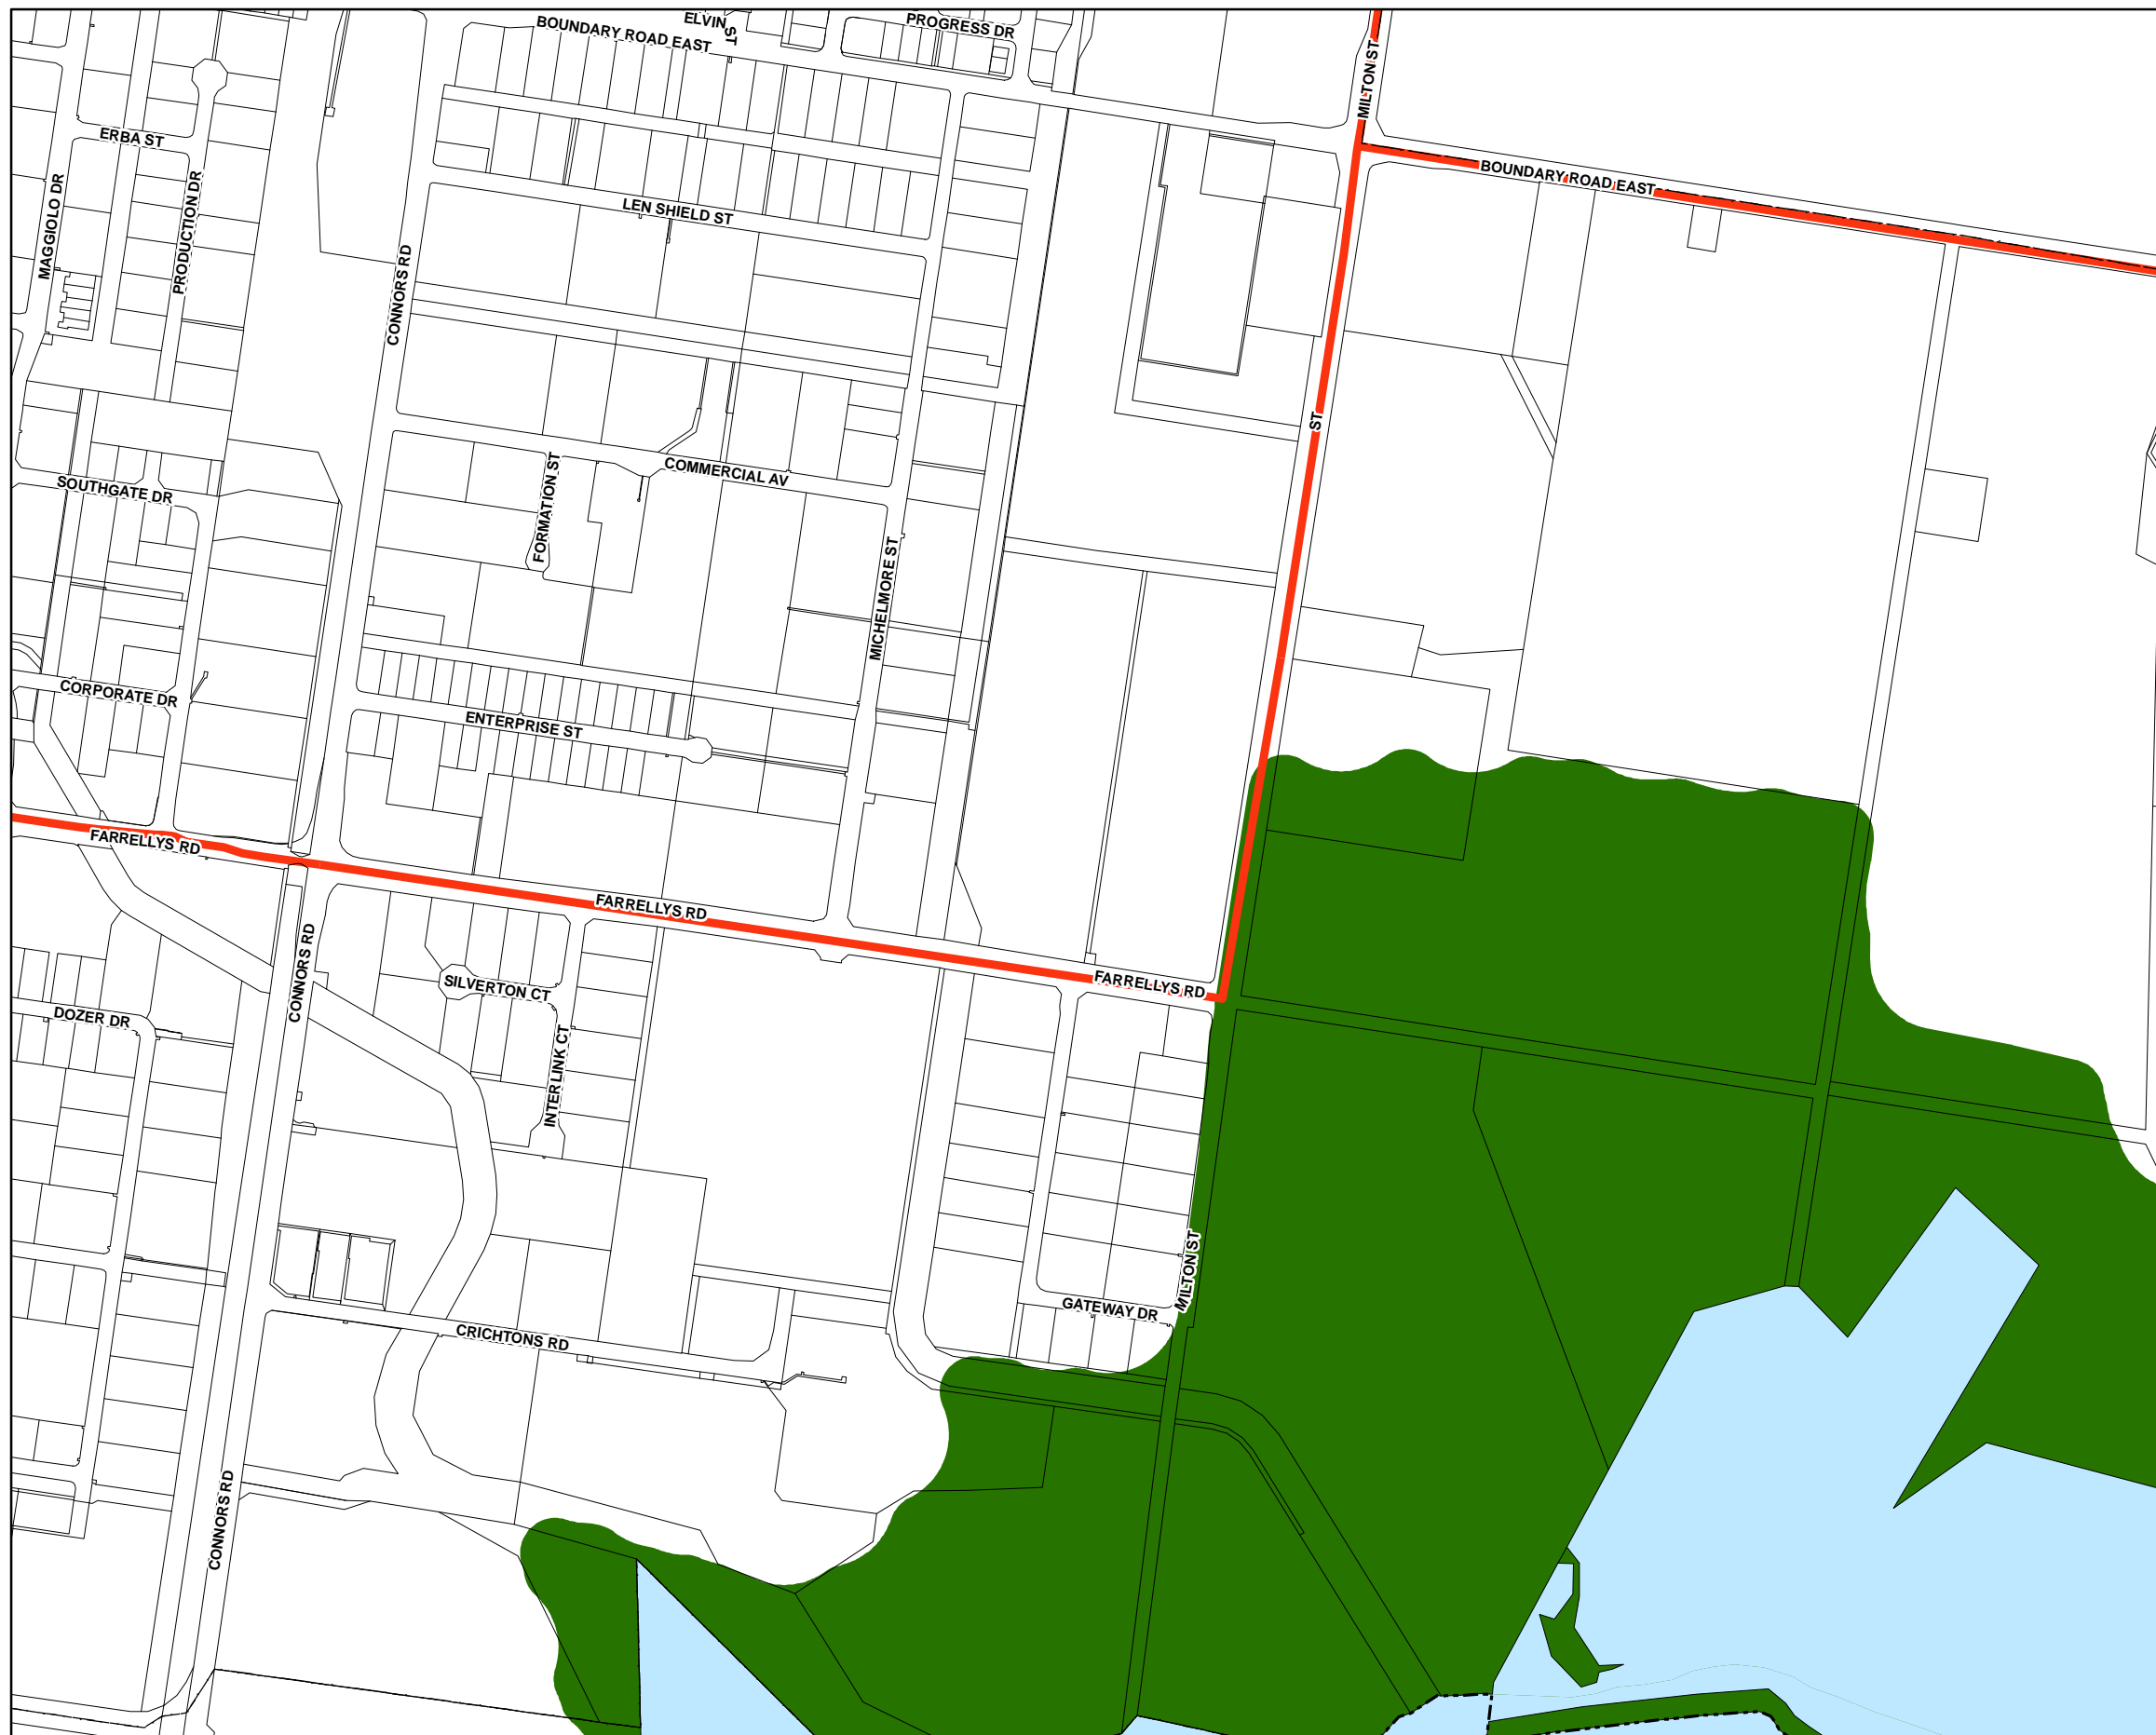 ELVIN ST
PROGRESS DR
BOUNDARY ROAD EAST
MILTON ST
ERBA ST
BOUNDARY ROAD EAST
MAGGIOLO DR
PRODUCTION DR
LEN SHIELD ST
CONNORS RD
ST
COMMERCIAL AV
SOUTHGATE DR
FORMATION ST
MICHELMORE ST
CORPORATE DR
ENTERPRISE ST
FARRELLYS RD
FARRELLYS RD
CONNORS RD
SILVERTON CT
FARRELLYS RD
DOZER DR
INTERLINK CT
MILTON ST
GATEWAY DR
CRICHTONS RD
CONNORS RD